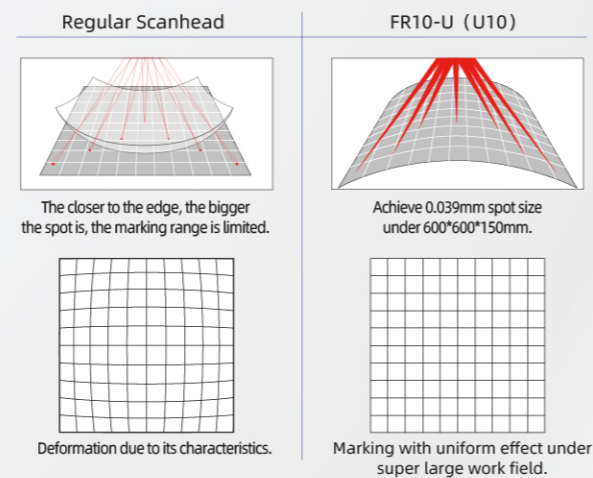 Regular Scanhead
FR10-U（U10）
The closer to the edge, the bigger
the spot is, the marking range is limited.
Achieve 0.039mm spot size
under 600*600*150mm.
Deformation due to its characteristics.
Marking with uniform effect under
super large work field.